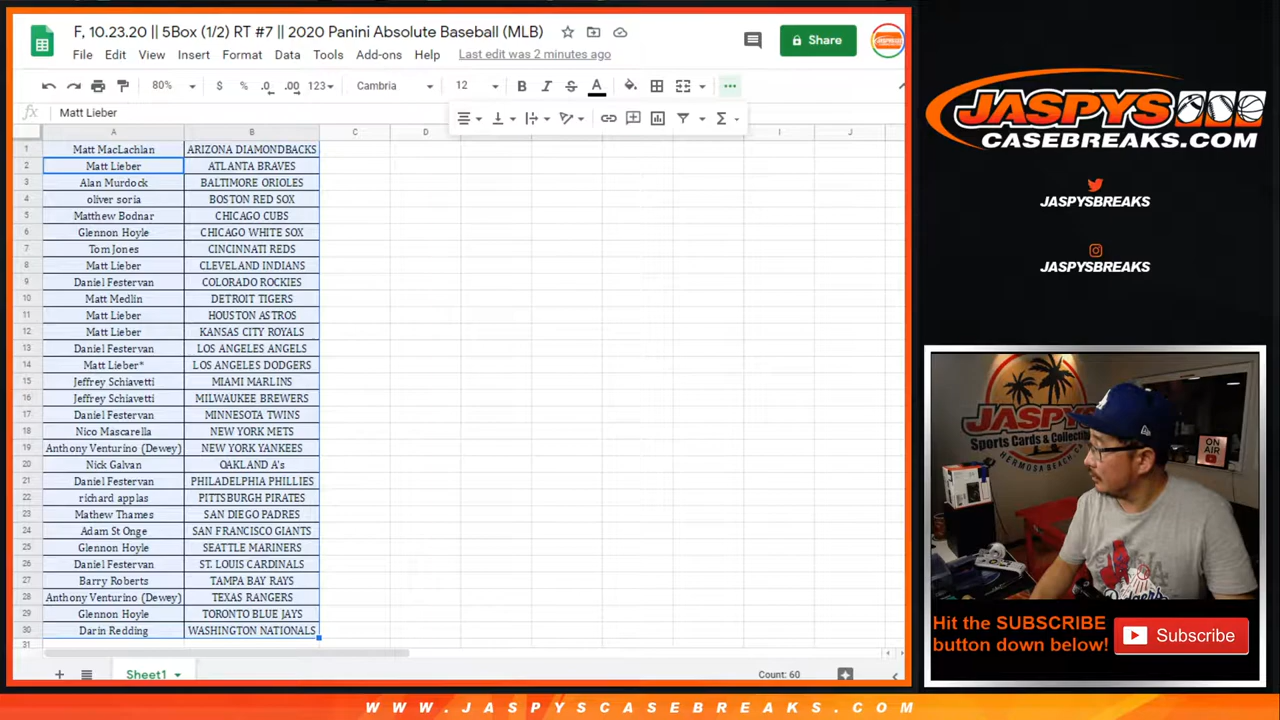 F, 10.23.20 || 5Box (1/2) RT #7 || 2020 Panini Absolute Baseball (MLB)
File Edit View Insert Format Data Tools Add-ons Help Last edit was 2 minutes ago
Share
80% $ % .0 .00 123 Cambria 12 B I S A
fx Matt Lieber
A B C D E F G H I J
1 Matt MacLachlan ARIZONA DIAMONDBACKS
2 Matt Lieber ATLANTA BRAVES
3 Alan Murdock BALTIMORE ORIOLES
4 oliver soria BOSTON RED SOX
5 Matthew Bodnar CHICAGO CUBS
6 Glennon Hoyle CHICAGO WHITE SOX
7 Tom Jones CINCINNATI REDS
8 Matt Lieber CLEVELAND INDIANS
9 Daniel Festervan COLORADO ROCKIES
10 Matt Medlin DETROIT TIGERS
11 Matt Lieber HOUSTON ASTROS
12 Matt Lieber KANSAS CITY ROYALS
13 Daniel Festervan LOS ANGELES ANGELS
14 Matt Lieber* LOS ANGELES DODGERS
15 Jeffrey Schiavetti MIAMI MARLINS
16 Jeffrey Schiavetti MILWAUKEE BREWERS
17 Daniel Festervan MINNESOTA TWINS
18 Nico Mascarella NEW YORK METS
19 Anthony Venturino (Dewey) NEW YORK YANKEES
20 Nick Galvan OAKLAND A's
21 Daniel Festervan PHILADELPHIA PHILLIES
22 richard applas PITTSBURGH PIRATES
23 Mathew Thames SAN DIEGO PADRES
24 Adam St Onge SAN FRANCISCO GIANTS
25 Glennon Hoyle SEATTLE MARINERS
26 Daniel Festervan ST. LOUIS CARDINALS
27 Barry Roberts TAMPA BAY RAYS
28 Anthony Venturino (Dewey) TEXAS RANGERS
29 Glennon Hoyle TORONTO BLUE JAYS
30 Darin Redding WASHINGTON NATIONALS
31
Sheet1 Count: 60
JASPYS
CASEBREAKS.COM
JASPYSBREAKS
JASPYSBREAKS
JASPYS
Sports Cards & Collectibl
HERMOSA BEACH, CA
ON AIR
Dodgers
Hit the SUBSCRIBE
button down below!
Subscribe
WWW.JASPYSCASEBREAKS.COM